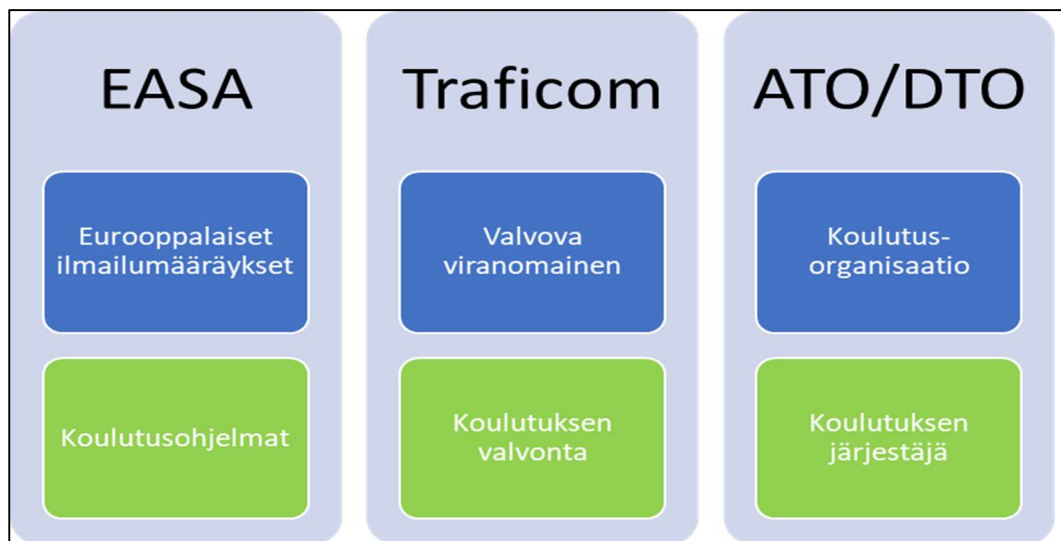 EASA
Eurooppalaiset
ilmailumääräykset
Koulutusohjelmat
Traficom
Valvova
viranomainen
Koulutuksen
valvonta
ATO/DTO
Koulutus-
organisaatio
Koulutuksen
järjestäjä